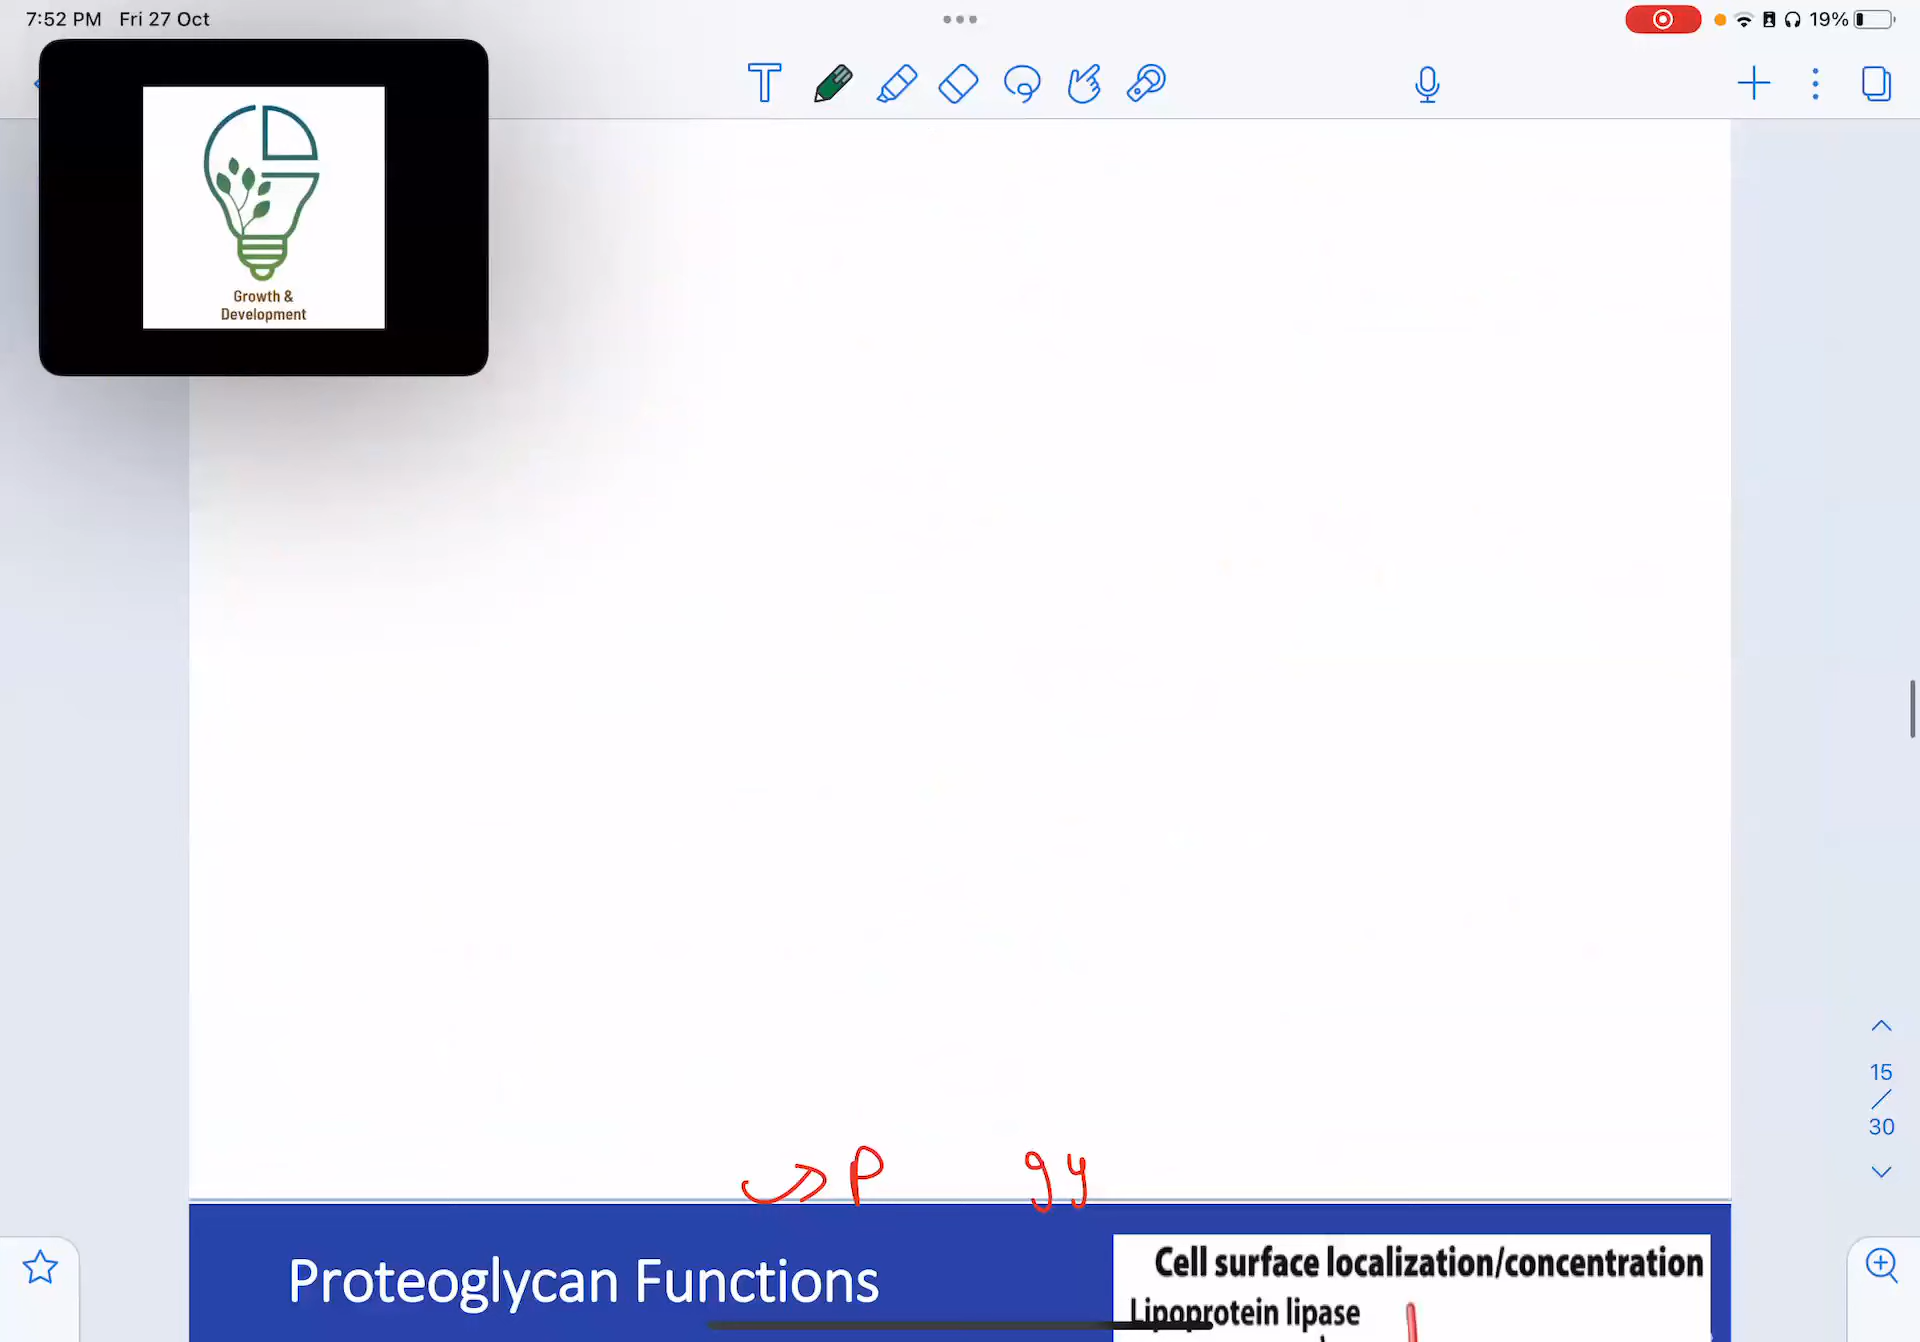 7:52 PM Fri 27 Oct
19%
Growth &
Development
15
/
30
P gy
Proteoglycan Functions
Cell surface localization/concentration
Lipoprotein lipase